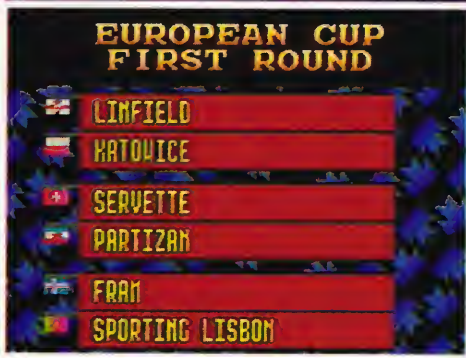 EUROPEAN CUP
FIRST ROUND
LINFIELD
KATOWICE
SERVETTE
PARTIZAN
FRAM
SPORTING LISBON